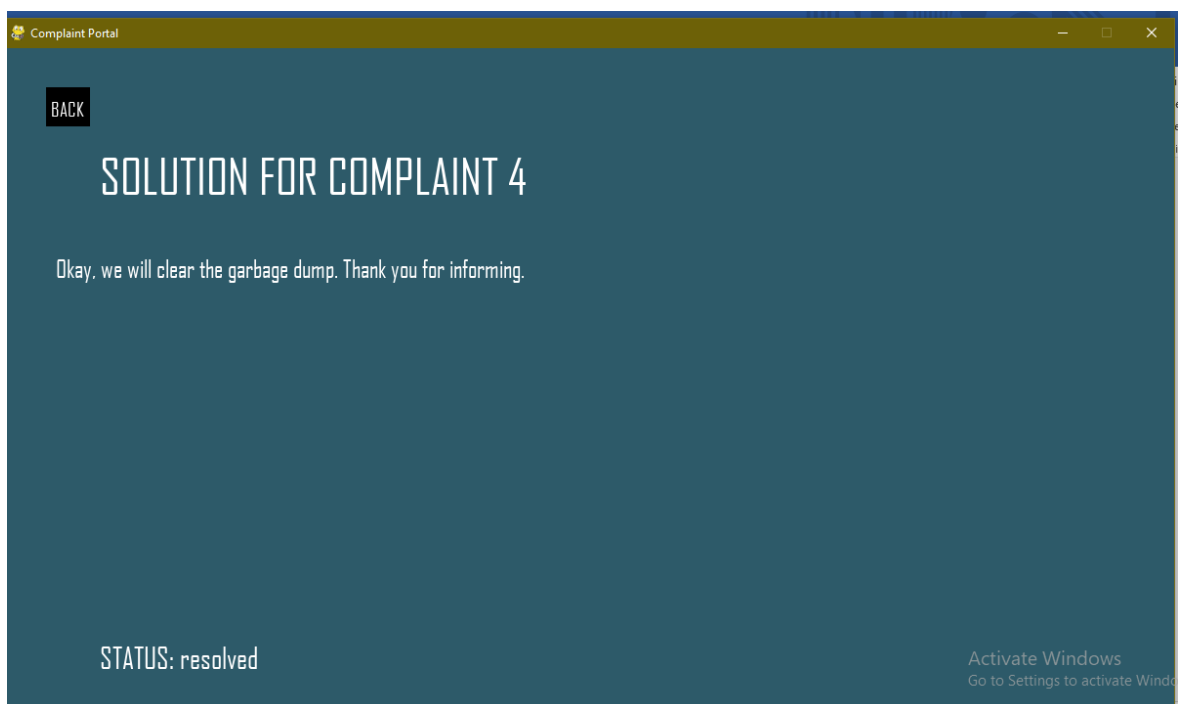 Complaint Portal
BACK
SOLUTION FOR COMPLAINT 4
Okay, we will clear the garbage dump. Thank you for informing.
STATUS: resolved
Activate Windows
Go to Settings to activate